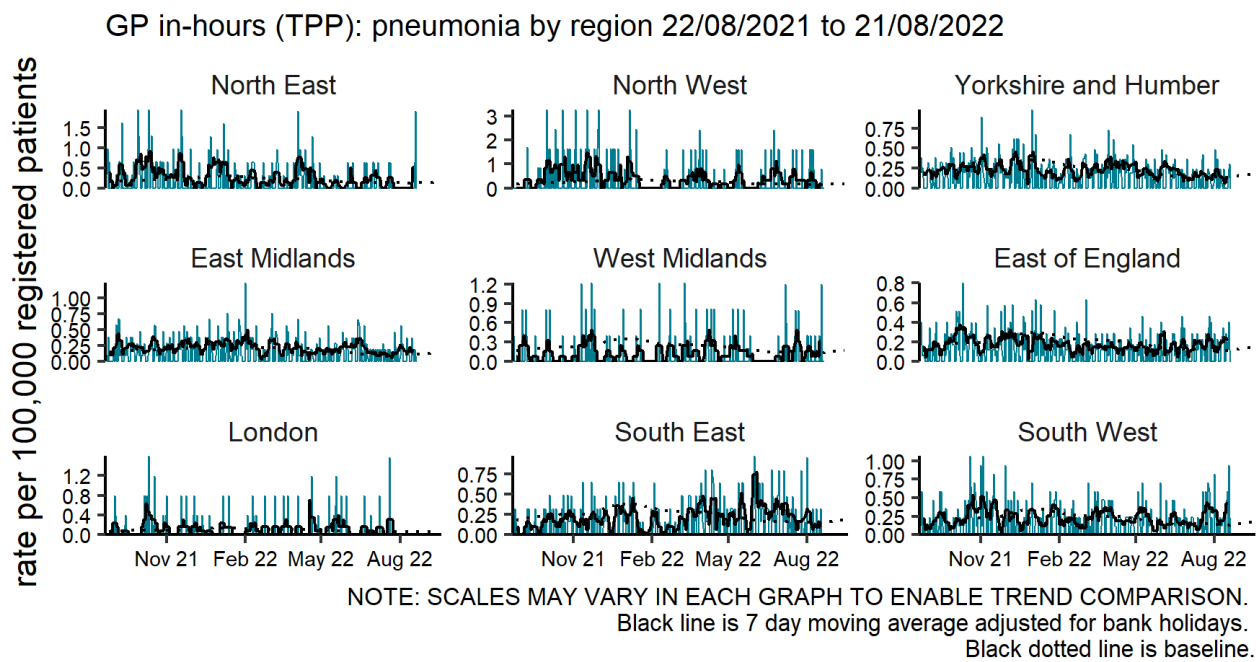 GP in-hours (TPP): pneumonia by region 22/08/2021 to 21/08/2022
rate per 100,000 registered patients
North East
1.5
1.0
0.5
0.0
North West
3
2
1
0
Yorkshire and Humber
0.75
0.50
0.25
0.00
East Midlands
1.00
0.75
0.50
0.25
0.00
West Midlands
1.2
0.9
0.6
0.3
0.0
East of England
0.8
0.6
0.4
0.2
0.0
London
1.2
0.8
0.4
0.0
Nov 21 Feb 22 May 22 Aug 22
South East
0.75
0.50
0.25
0.00
Nov 21 Feb 22 May 22 Aug 22
South West
1.00
0.75
0.50
0.25
0.00
Nov 21 Feb 22 May 22 Aug 22
NOTE: SCALES MAY VARY IN EACH GRAPH TO ENABLE TREND COMPARISON.
Black line is 7 day moving average adjusted for bank holidays.
Black dotted line is baseline.